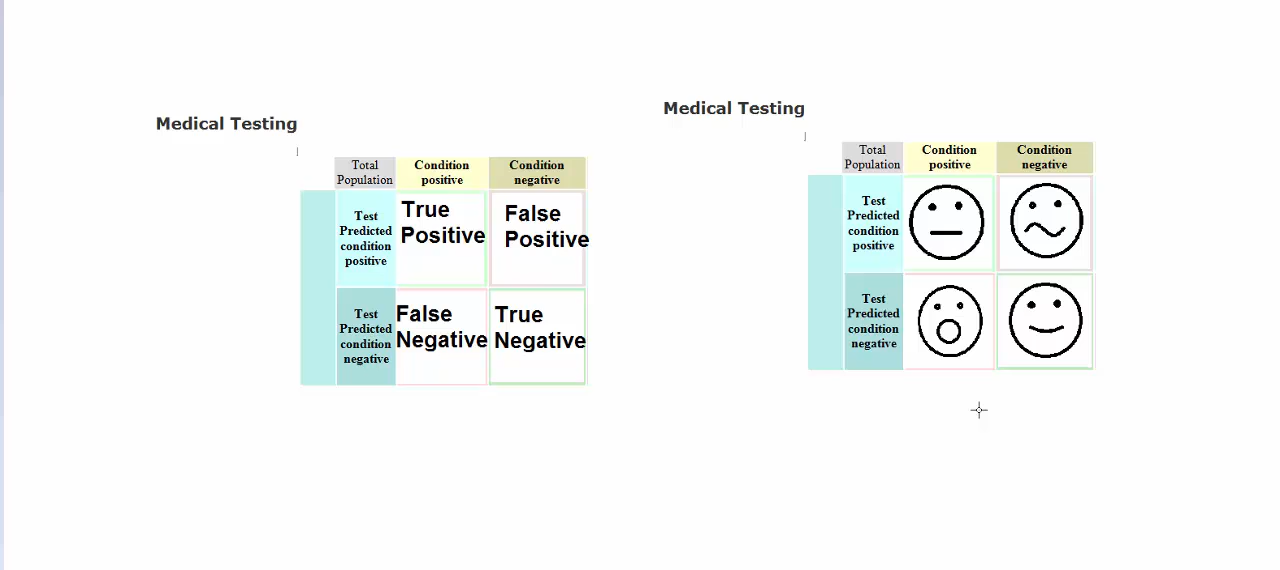 Medical Testing
Total
Population
Condition
positive
Condition
negative
Test
Predicted
condition
positive
True
Positive
False
Positive
Test
Predicted
condition
negative
False
Negative
True
Negative
Medical Testing
Total
Population
Condition
positive
Condition
negative
Test
Predicted
condition
positive
Test
Predicted
condition
negative